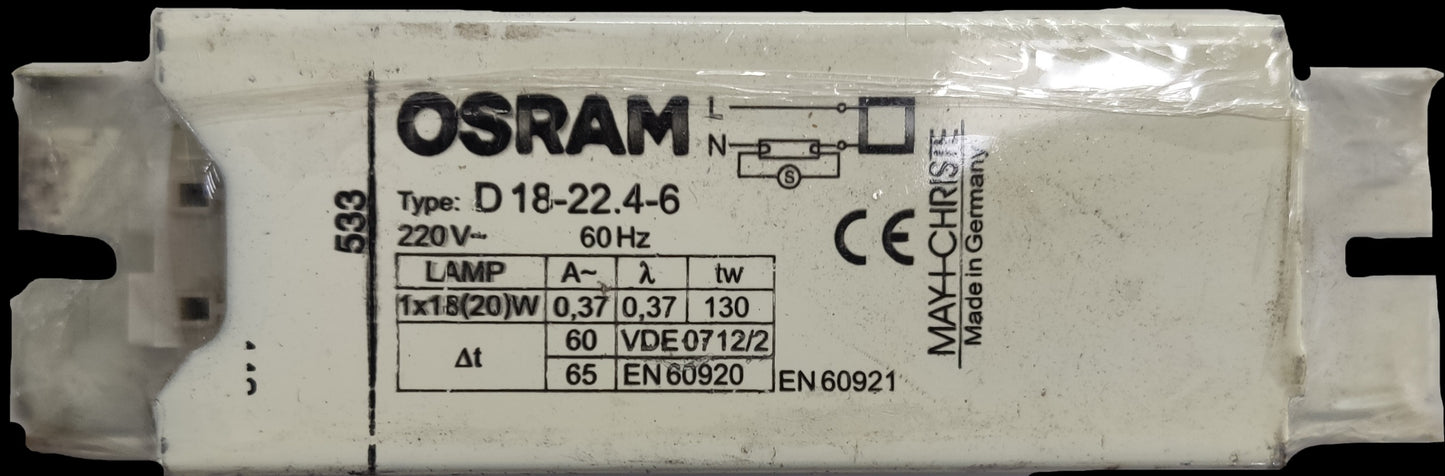 OSRAM
L
N
S
Type: D 18-22.4-6
220 V~ 60 Hz
LAMP A~ λ tw
1x18(20)W 0,37 0,37 130
Δt 60 VDE 0712/2
65 EN 60920 EN 60921
533
CE
MAY+CHRISTE
Made in Germany